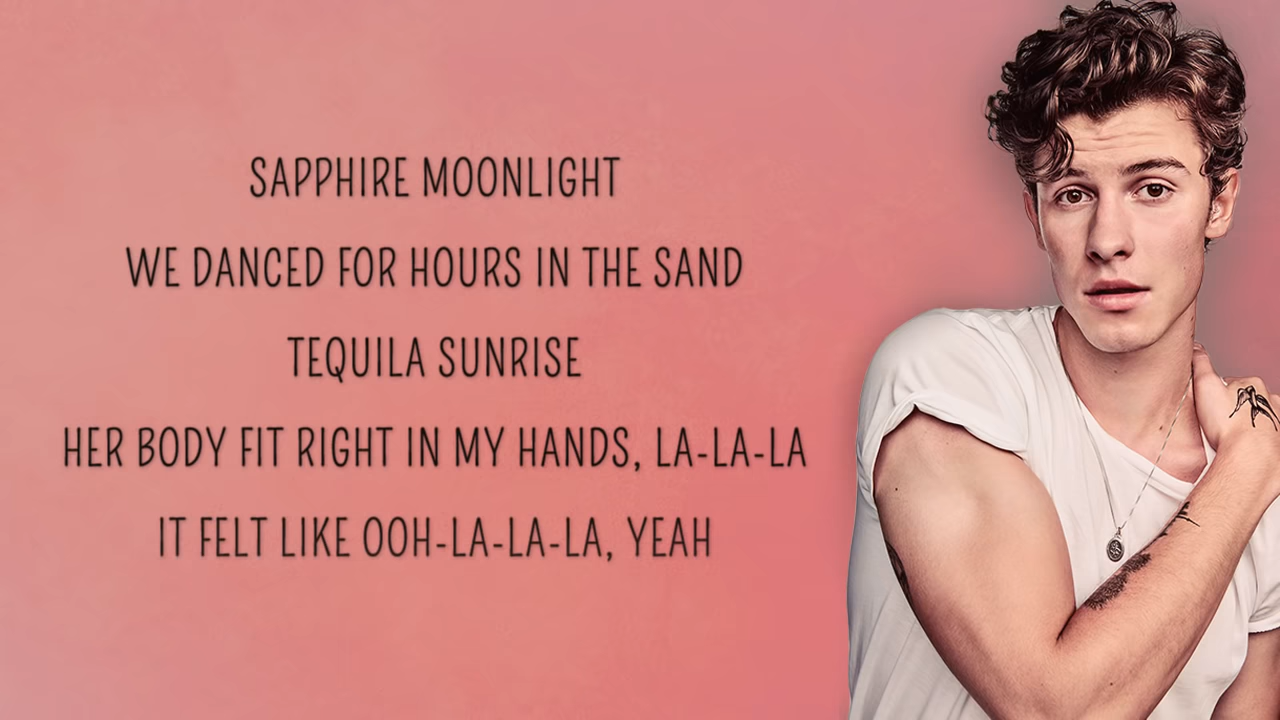 SAPPHIRE MOONLIGHT
WE DANCED FOR HOURS IN THE SAND
TEQUILA SUNRISE
HER BODY FIT RIGHT IN MY HANDS, LA-LA-LA
IT FELT LIKE OOH-LA-LA-LA, YEAH